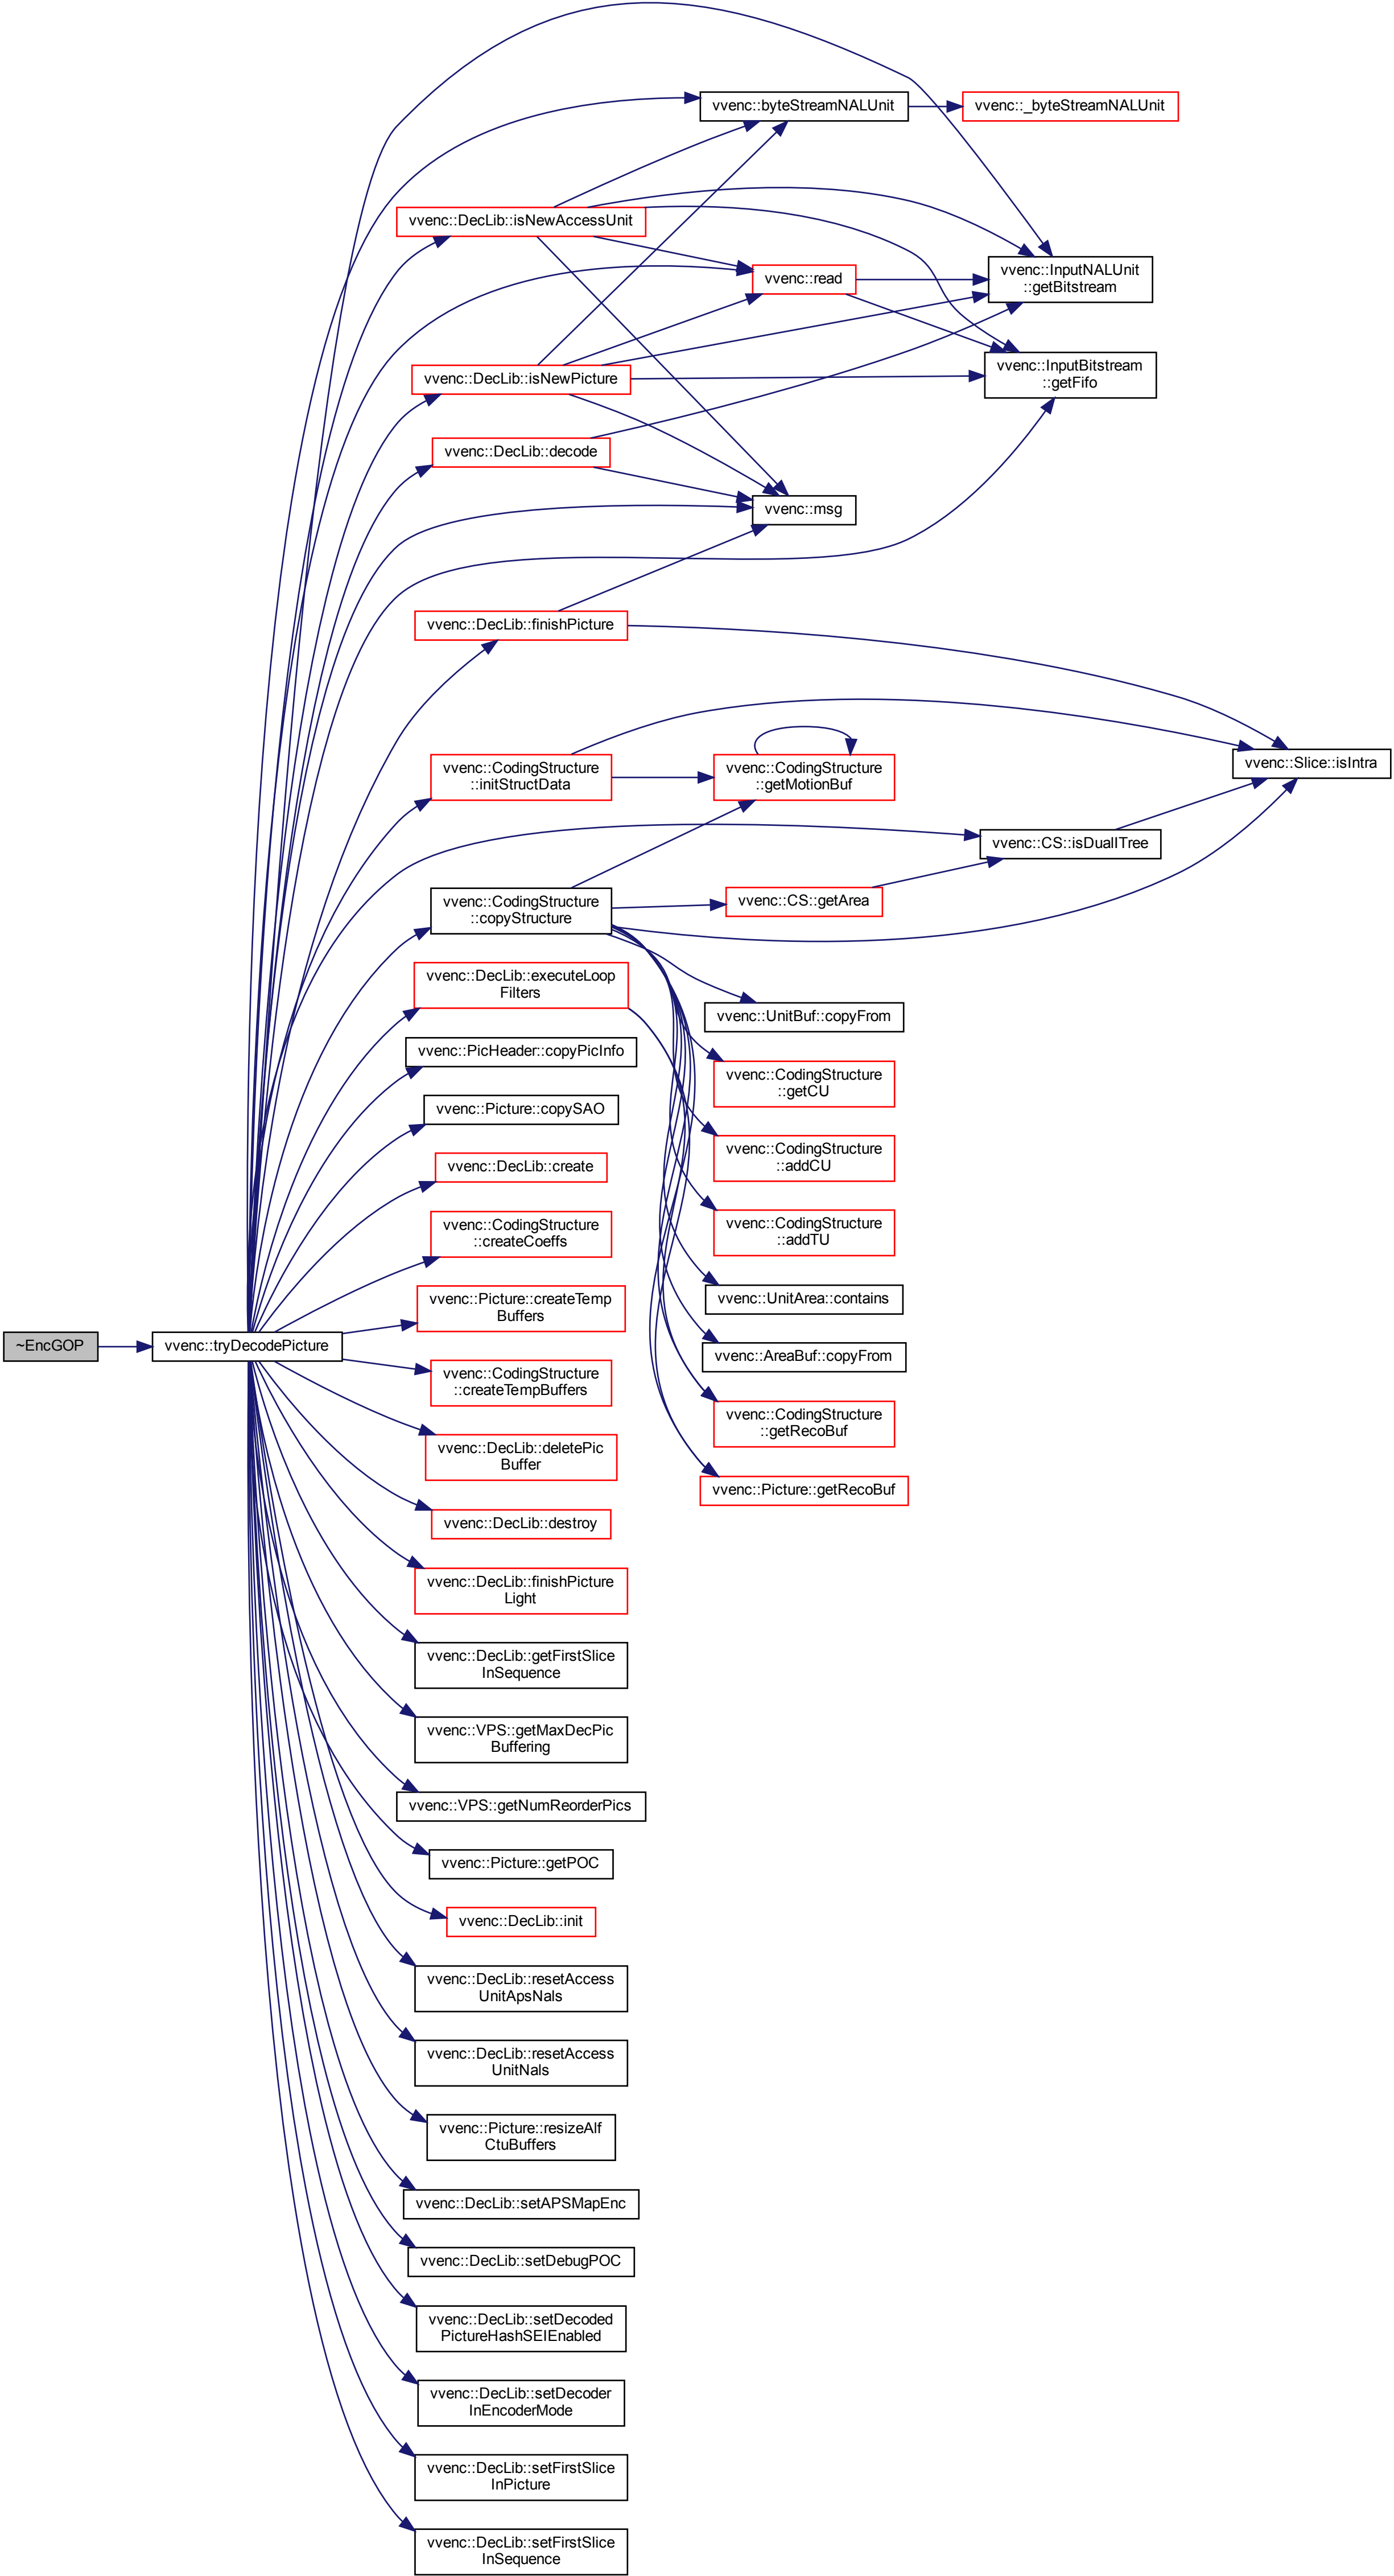 vvenc::byteStreamNALUnit
vvenc::_byteStreamNALUnit
vvenc::DecLib::isNewAccessUnit
vvenc::read
vvenc::InputNALUnit
::getBitstream
vvenc::DecLib::isNewPicture
vvenc::InputBitstream
::getFifo
vvenc::DecLib::decode
vvenc::msg
vvenc::DecLib::finishPicture
vvenc::CodingStructure
::initStructData
vvenc::CodingStructure
::getMotionBuf
vvenc::Slice::isIntra
vvenc::CS::isDualITree
vvenc::CodingStructure
::copyStructure
vvenc::CS::getArea
vvenc::DecLib::executeLoop
Filters
vvenc::UnitBuf::copyFrom
vvenc::PicHeader::copyPicInfo
vvenc::CodingStructure
::getCU
vvenc::Picture::copySAO
vvenc::CodingStructure
::addCU
vvenc::DecLib::create
vvenc::CodingStructure
::createCoeffs
vvenc::CodingStructure
::addTU
vvenc::Picture::createTemp
Buffers
vvenc::UnitArea::contains
~EncGOP
vvenc::tryDecodePicture
vvenc::AreaBuf::copyFrom
vvenc::CodingStructure
::createTempBuffers
vvenc::CodingStructure
::getRecoBuf
vvenc::DecLib::deletePic
Buffer
vvenc::Picture::getRecoBuf
vvenc::DecLib::destroy
vvenc::DecLib::finishPicture
Light
vvenc::DecLib::getFirstSlice
InSequence
vvenc::VPS::getMaxDecPic
Buffering
vvenc::VPS::getNumReorderPics
vvenc::Picture::getPOC
vvenc::DecLib::init
vvenc::DecLib::resetAccess
UnitApsNals
vvenc::DecLib::resetAccess
UnitNals
vvenc::Picture::resizeAlf
CtuBuffers
vvenc::DecLib::setAPSMapEnc
vvenc::DecLib::setDebugPOC
vvenc::DecLib::setDecoded
PictureHashSEIEnabled
vvenc::DecLib::setDecoder
InEncoderMode
vvenc::DecLib::setFirstSlice
InPicture
vvenc::DecLib::setFirstSlice
InSequence